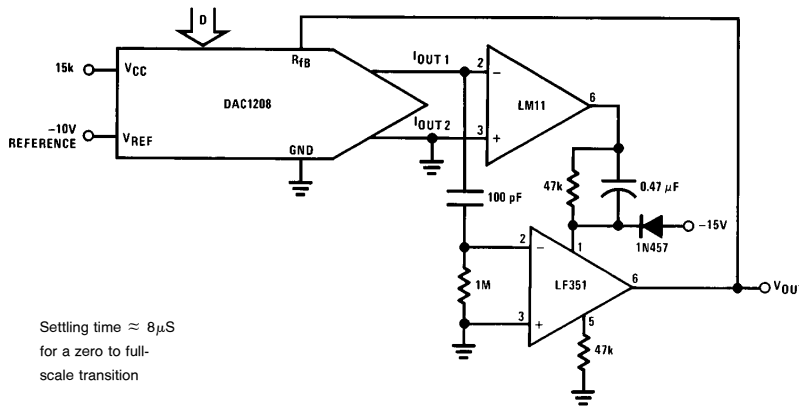 D
15k
VCC
RfB
IOUT 1
2
−
LM11
6
DAC1208
−10V
REFERENCE
VREF
IOUT 2
3
+
GND
47k
0.47 μF
100 pF
−15V
1N457
2
−
1
1M
LF351
6
VOUT
3
+
5
47k
Settling time ≈ 8μS
for a zero to full-
scale transition